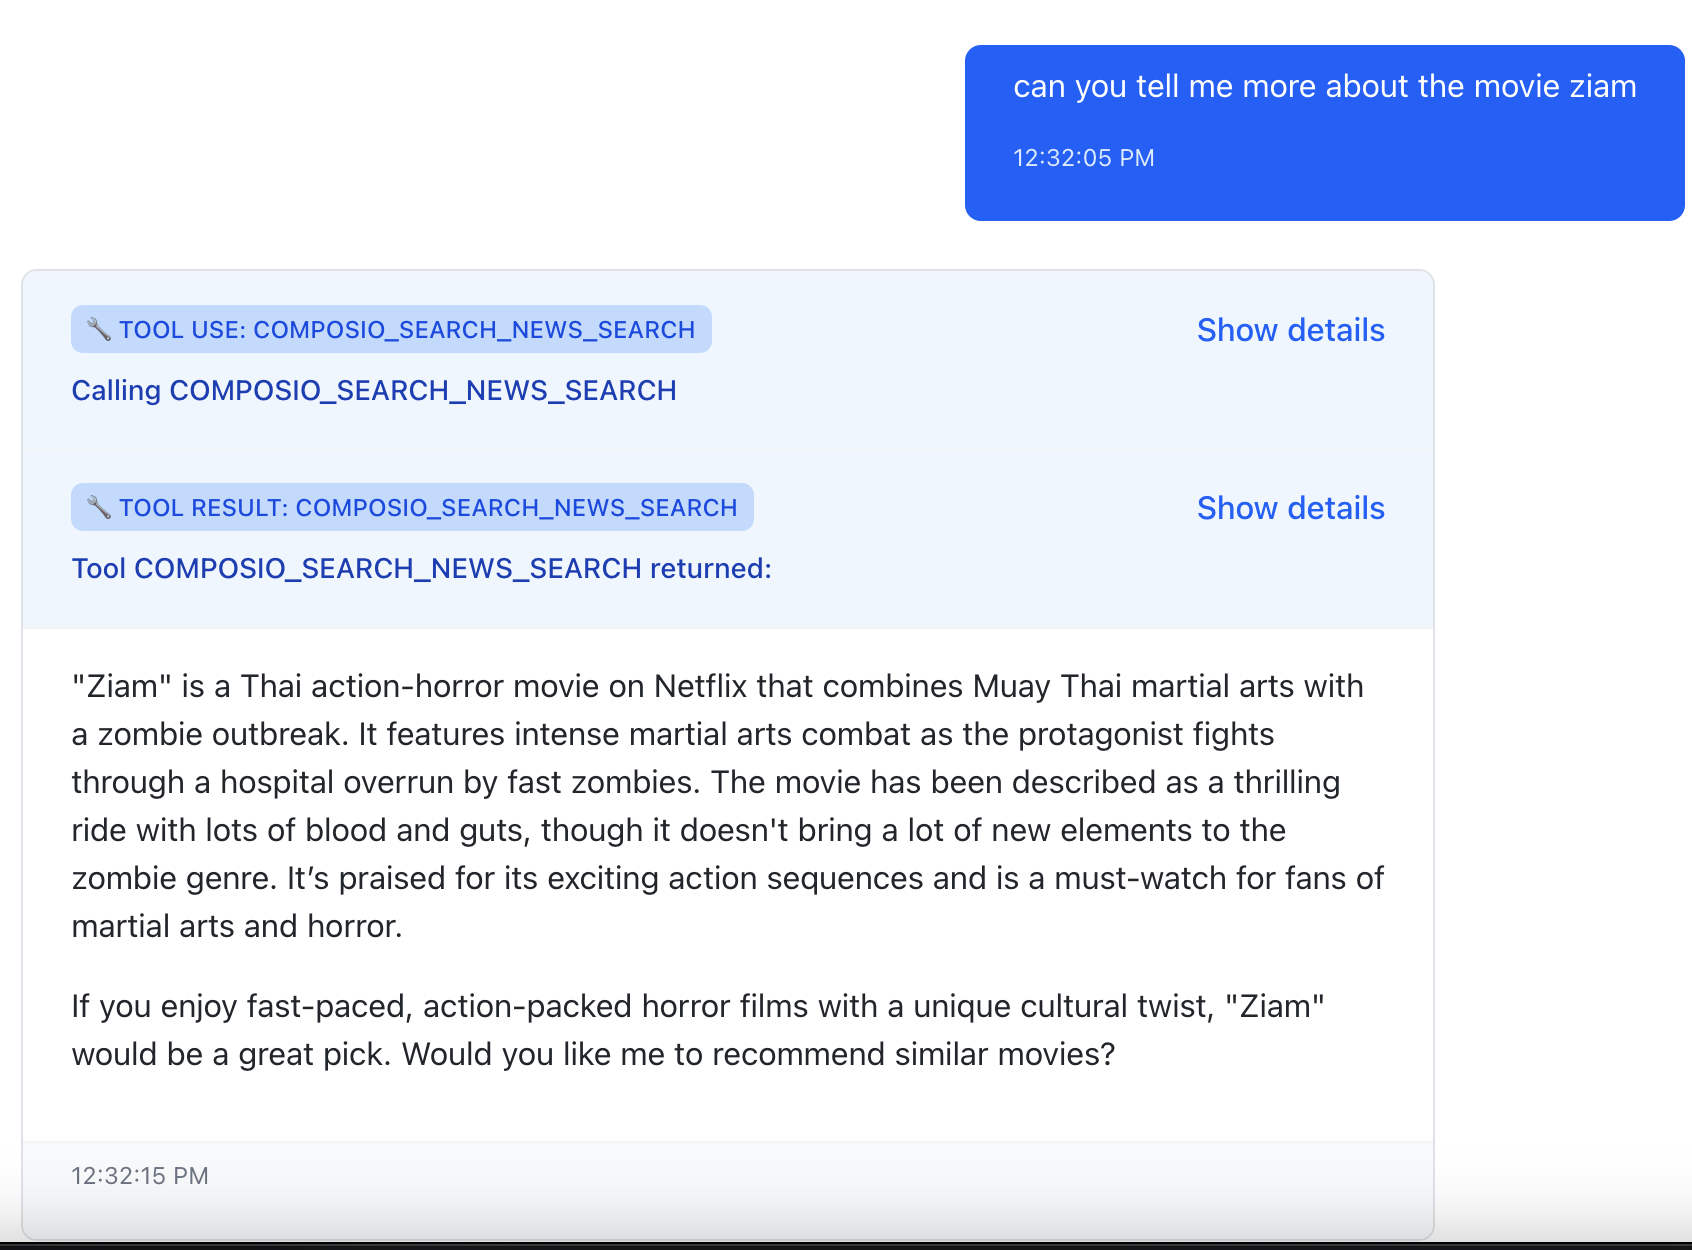 can you tell me more about the movie ziam
12:32:05 PM
🔧 TOOL USE: COMPOSIO_SEARCH_NEWS_SEARCH
Show details
Calling COMPOSIO_SEARCH_NEWS_SEARCH
🔧 TOOL RESULT: COMPOSIO_SEARCH_NEWS_SEARCH
Show details
Tool COMPOSIO_SEARCH_NEWS_SEARCH returned:
"Ziam" is a Thai action-horror movie on Netflix that combines Muay Thai martial arts with
a zombie outbreak. It features intense martial arts combat as the protagonist fights
through a hospital overrun by fast zombies. The movie has been described as a thrilling
ride with lots of blood and guts, though it doesn't bring a lot of new elements to the
zombie genre. It’s praised for its exciting action sequences and is a must-watch for fans of
martial arts and horror.
If you enjoy fast-paced, action-packed horror films with a unique cultural twist, "Ziam"
would be a great pick. Would you like me to recommend similar movies?
12:32:15 PM